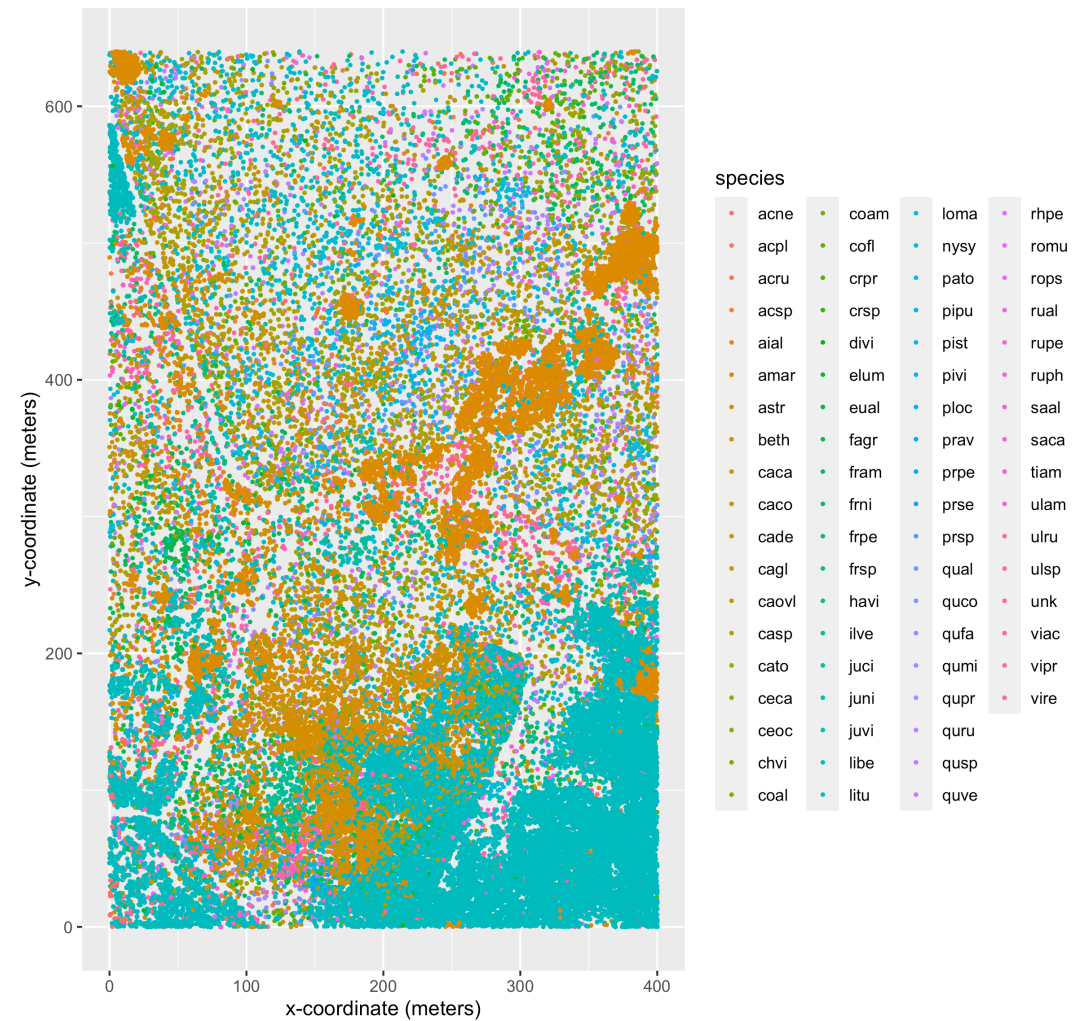 600
400
200
0
0 100 200 300 400
x-coordinate (meters)
y-coordinate (meters)
species
acne coam loma rhpe
acpl cofl nysy romu
acru crpr pato rops
acsp crsp pipu rual
aial divi pist rupe
amar elum pivi ruph
astr eual ploc saal
beth fagr prav saca
caca fram prpe tiam
caco frni prse ulam
cade frpe prsp ulru
cagl frsp qual ulsp
caovl havi quco unk
casp ilve qufa viac
cato juci qumi vipr
ceca juni qupr vire
ceoc juvi quru
chvi libe qusp
coal litu quve